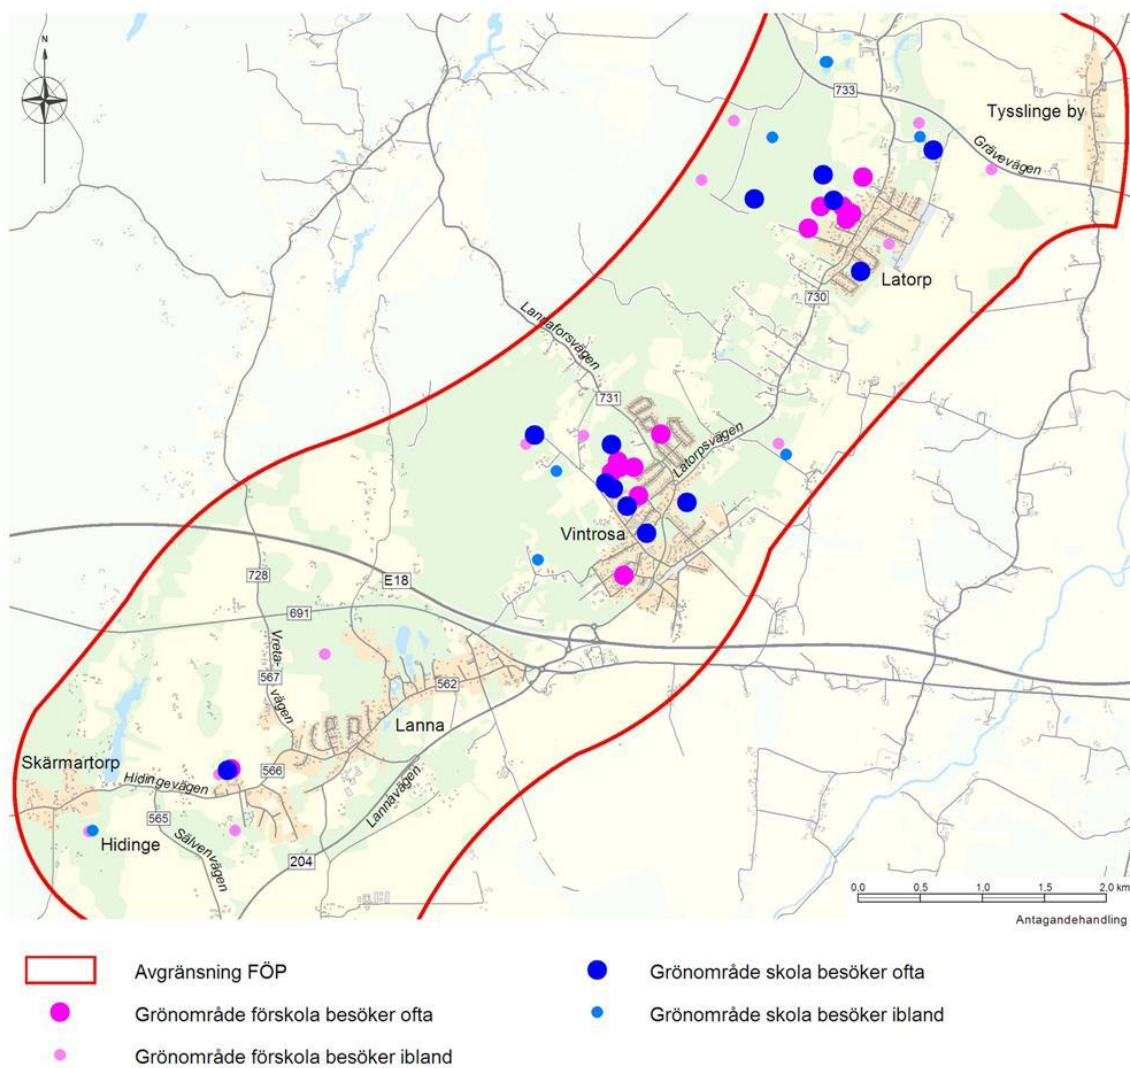 N
733
Tysslinge by
Grävevägen
Latorp
730
Lannaforsvägen
731
Latorpsvägen
Vintrosa
728
E18
691
Vreta-
vägen
567
562
Lanna
Skärmartorp
566
Hidingevägen
Lannavägen
565
Hidinge
Sälvenvägen
204
0,0 0,5 1,0 1,5 2,0 km
Antagandehandling
Avgränsning FÖP
Grönområde förskola besöker ofta
Grönområde förskola besöker ibland
Grönområde skola besöker ofta
Grönområde skola besöker ibland